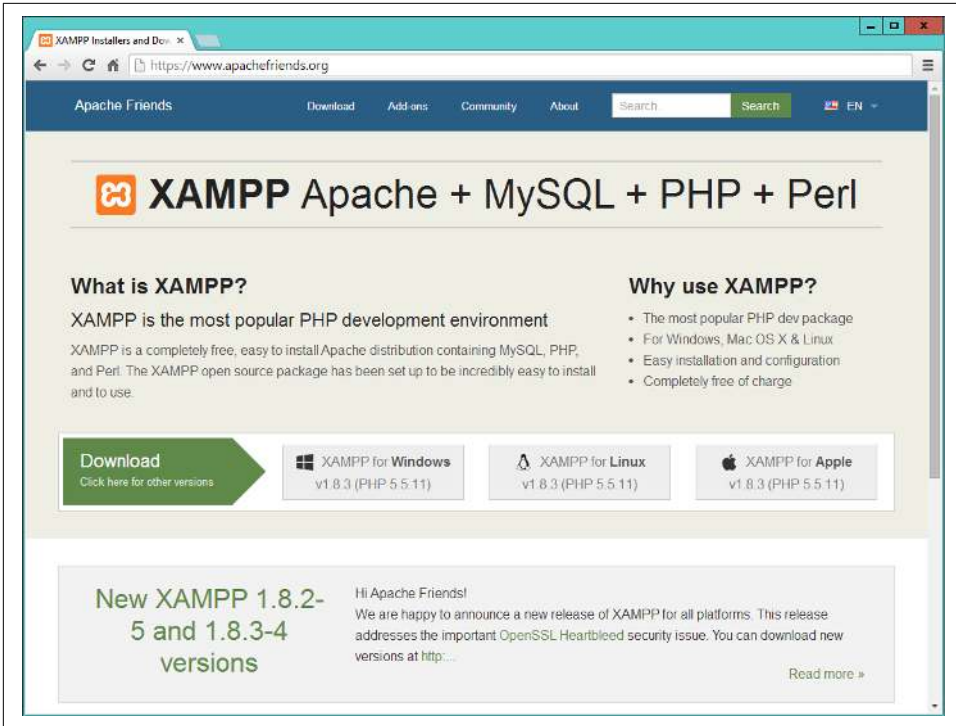 XAMPP Installers and Dow
https://www.apachefriends.org
Apache Friends
Download
Add-ons
Community
About
Search
Search
EN
XAMPP Apache + MySQL + PHP + Perl
What is XAMPP?
XAMPP is the most popular PHP development environment
XAMPP is a completely free, easy to install Apache distribution containing MySQL, PHP,
and Perl. The XAMPP open source package has been set up to be incredibly easy to install
and to use.
Why use XAMPP?
• The most popular PHP dev package
• For Windows, Mac OS X & Linux
• Easy installation and configuration
• Completely free of charge
Download
Click here for other versions
XAMPP for Windows
v1.8.3 (PHP 5.5.11)
XAMPP for Linux
v1.8.3 (PHP 5.5.11)
XAMPP for Apple
v1.8.3 (PHP 5.5.11)
New XAMPP 1.8.2-
5 and 1.8.3-4
versions
Hi Apache Friends!
We are happy to announce a new release of XAMPP for all platforms. This release
addresses the important OpenSSL Heartbleed security issue. You can download new
versions at http:...
Read more »